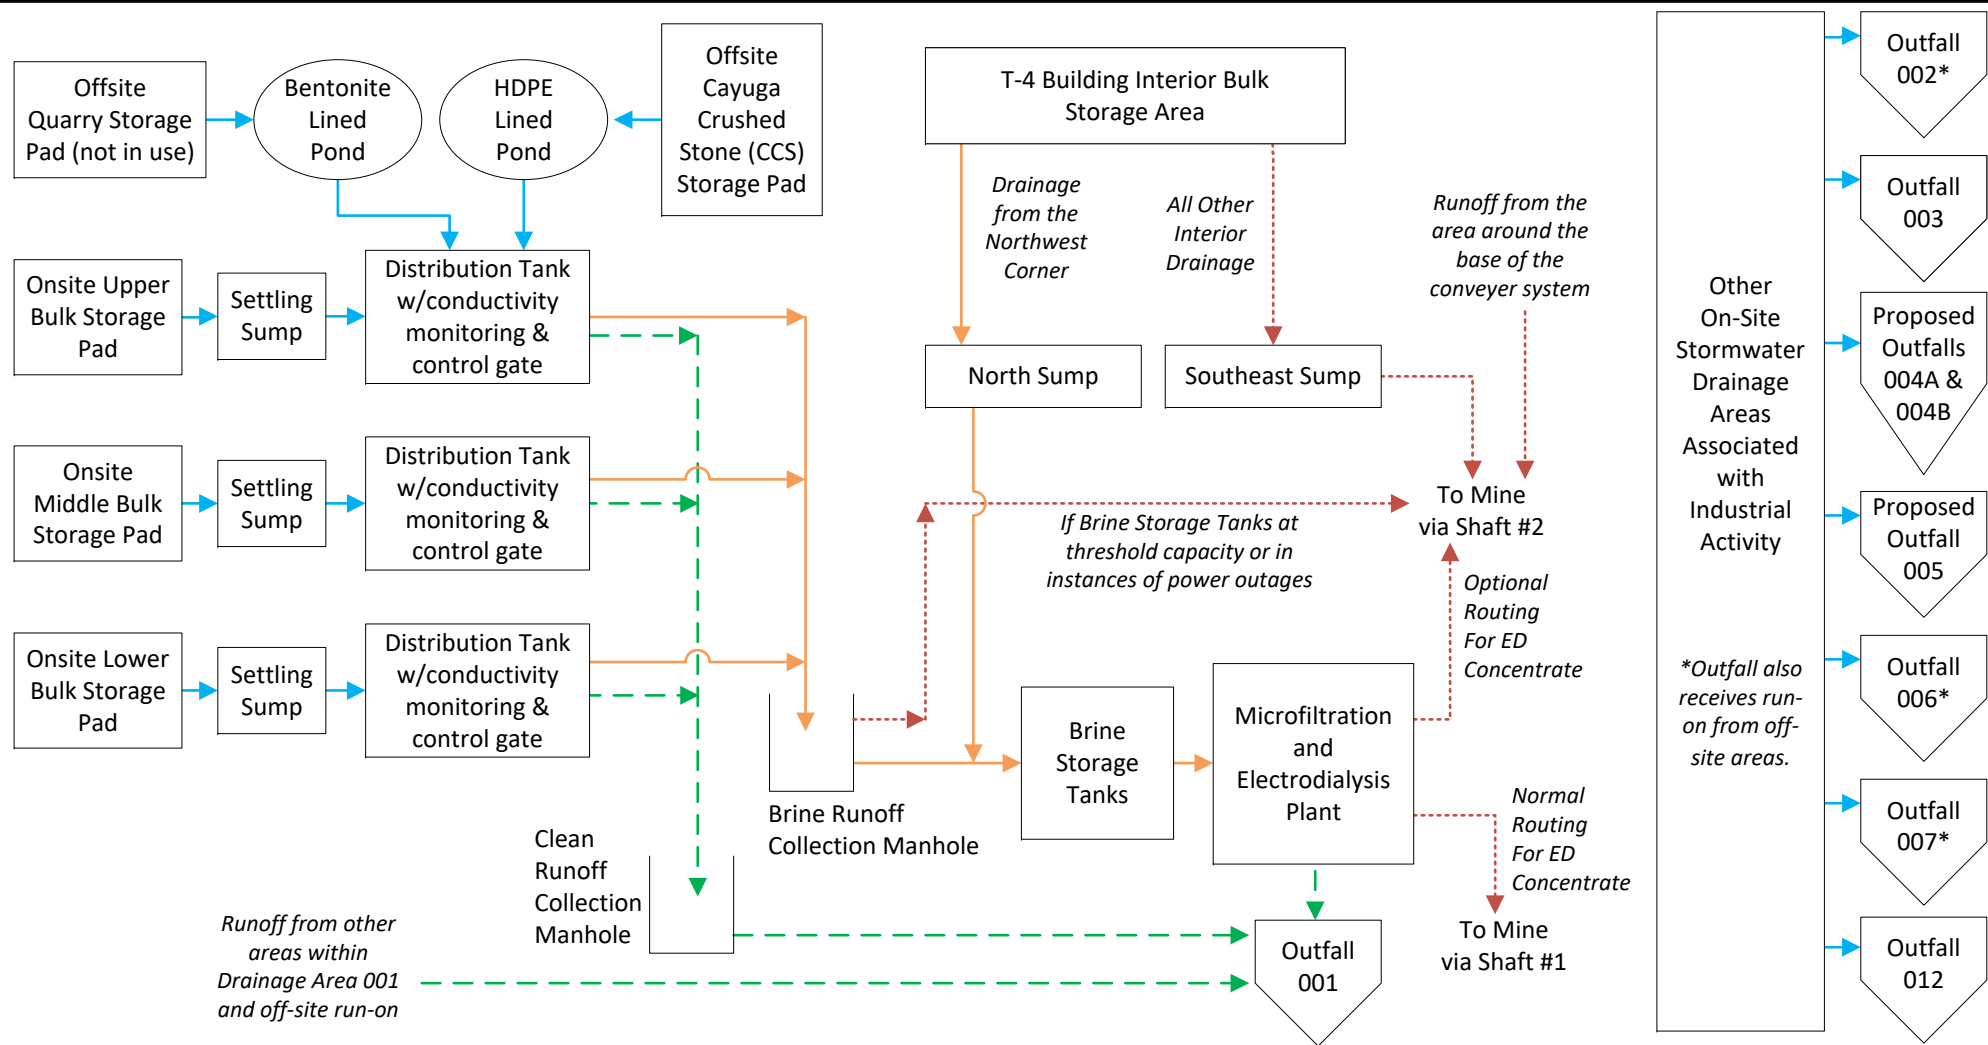 Offsite
Quarry Storage
Pad (not in use)
Bentonite
Lined
Pond
HDPE
Lined
Pond
Offsite
Cayuga
Crushed
Stone (CCS)
Storage Pad
T-4 Building Interior Bulk
Storage Area
Drainage
from the
Northwest
Corner
All Other
Interior
Drainage
Runoff from the
area around the
base of the
conveyer system
Onsite Upper
Bulk Storage
Pad
Settling
Sump
Distribution Tank
w/conductivity
monitoring &
control gate
North Sump
Southeast Sump
Onsite
Middle Bulk
Storage Pad
Settling
Sump
Distribution Tank
w/conductivity
monitoring &
control gate
If Brine Storage Tanks at
threshold capacity or in
instances of power outages
To Mine
via Shaft #2
Optional
Routing
For ED
Concentrate
Onsite Lower
Bulk Storage
Pad
Settling
Sump
Distribution Tank
w/conductivity
monitoring &
control gate
Brine Runoff
Collection Manhole
Brine
Storage
Tanks
Microfiltration
and
Electrodialysis
Plant
Normal
Routing
For ED
Concentrate
Clean
Runoff
Collection
Manhole
Runoff from other
areas within
Drainage Area 001
and off-site run-on
Outfall
001
To Mine
via Shaft #1
Other
On-Site
Stormwater
Drainage
Areas
Associated
with
Industrial
Activity
*Outfall also
receives run-
on from off-
site areas.
Outfall
002*
Outfall
003
Proposed
Outfalls
004A &
004B
Proposed
Outfall
005
Outfall
006*
Outfall
007*
Outfall
012